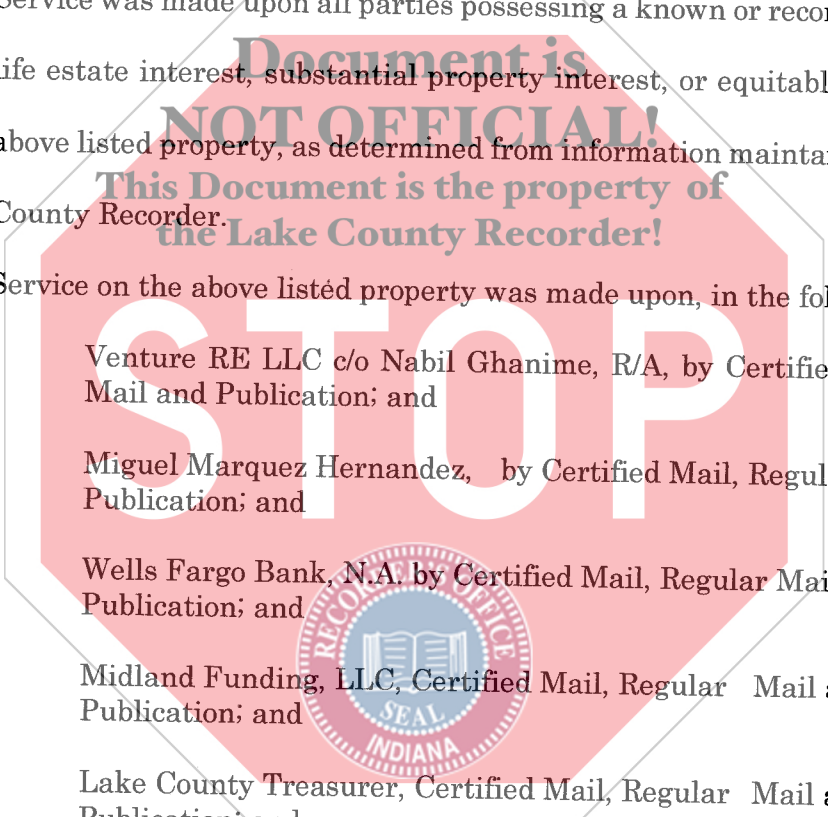 Service was made upon all parties possessing a known or recor
Document is
life estate interest, substantial property interest, or equitabl
NOT OFFICIAL!
above listed property, as determined from information maintai
This Document is the property of
County Recorder.
the Lake County Recorder!
Service on the above listed property was made upon, in the fol
STOP
Venture RE LLC c/o Nabil Ghanime, R/A, by Certifie
Mail and Publication; and
Miguel Marquez Hernandez, by Certified Mail, Regul
Publication; and
Wells Fargo Bank, N.A. by Certified Mail, Regular Mai
Publication; and
RECORDER OF OFFICE
Midland Funding, LLC, Certified Mail, Regular Mail a
Publication; and
SEAL
INDIANA
Lake County Treasurer, Certified Mail, Regular Mail a
Publication; and